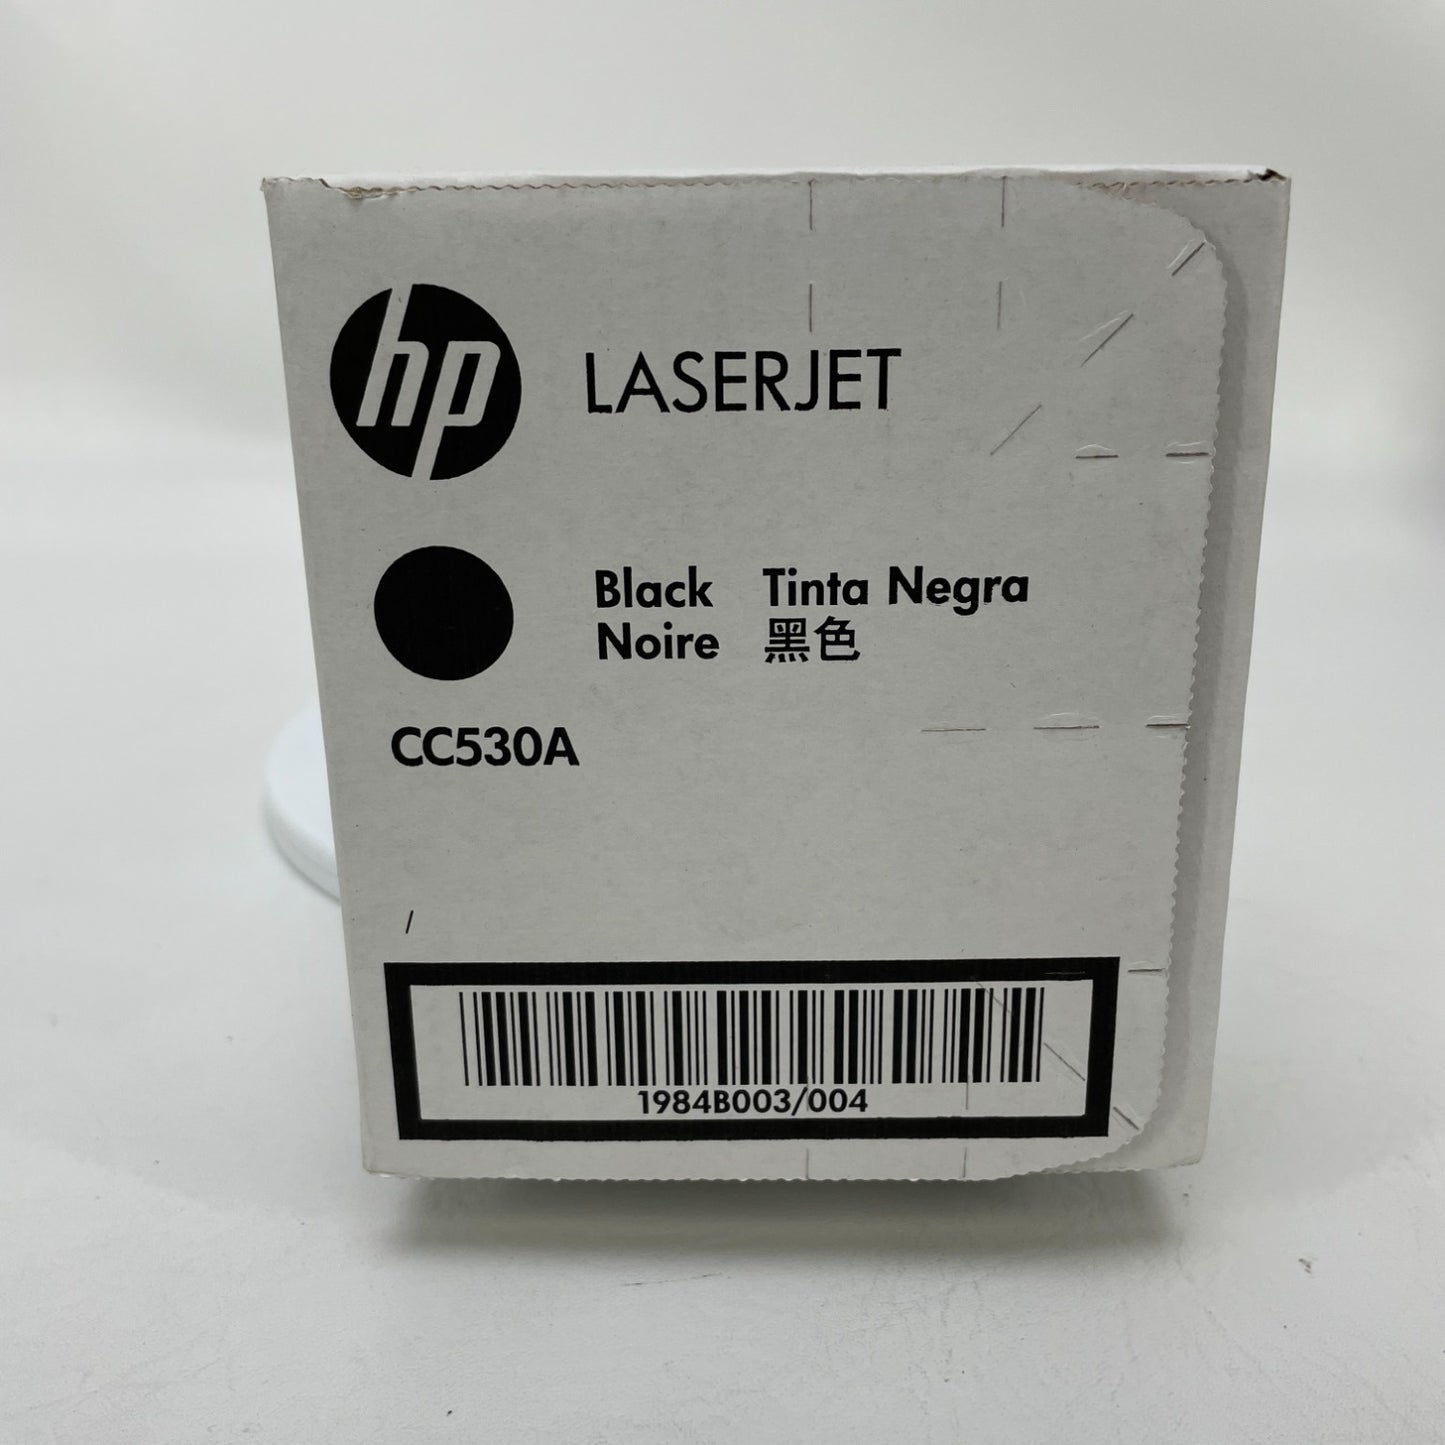 hp LASERJET
Black Tinta Negra
Noire 黑色
CC530A
1984B003/004